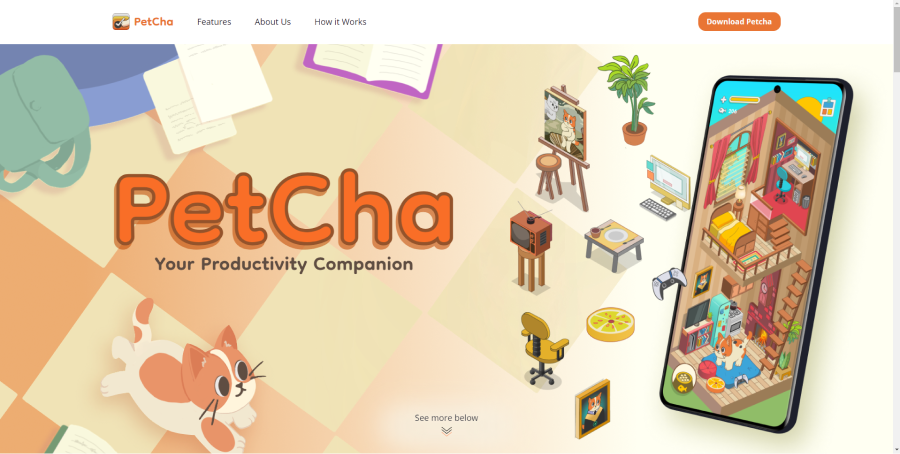 PetCha
Features
About Us
How it Works
Download Petcha
PetCha
Your Productivity Companion
See more below